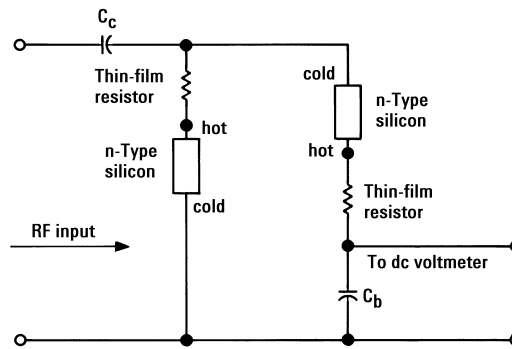 Cc
Thin-film
resistor
hot
n-Type
silicon
cold
RF input
cold
n-Type
silicon
hot
Thin-film
resistor
To dc voltmeter
Cb